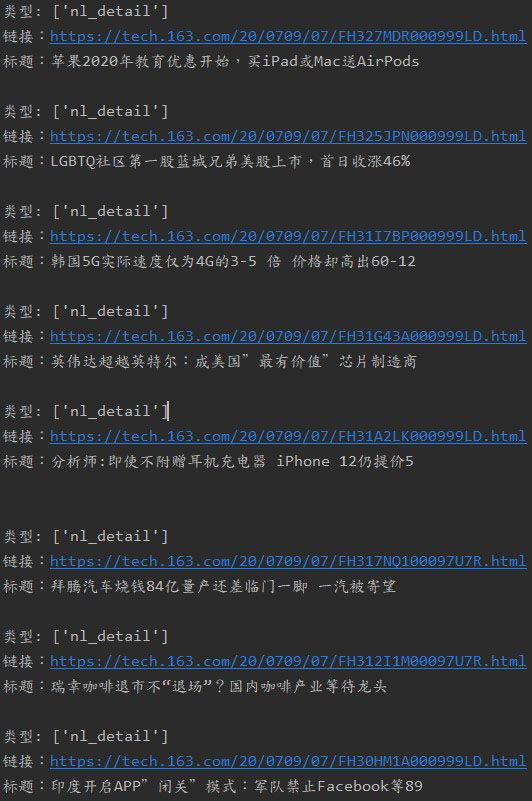 类型: ['nl_detail']
链接：https://tech.163.com/20/0709/07/FH327MDR000999LD.html
标题：苹果2020年教育优惠开始，买iPad或Mac送AirPods
类型: ['nl_detail']
链接：https://tech.163.com/20/0709/07/FH325JPN000999LD.html
标题：LGBTQ社区第一股蓝城兄弟美股上市，首日收涨46%
类型: ['nl_detail']
链接：https://tech.163.com/20/0709/07/FH31I7BP000999LD.html
标题：韩国5G实际速度仅为4G的3-5 倍 价格却高出60-12
类型: ['nl_detail']
链接：https://tech.163.com/20/0709/07/FH31G43A000999LD.html
标题：英伟达超越英特尔：成美国”最有价值”芯片制造商
类型: ['nl_detail']
链接：https://tech.163.com/20/0709/07/FH31A2LK000999LD.html
标题：分析师:即使不附赠耳机充电器 iPhone 12仍提价5
类型: ['nl_detail']
链接：https://tech.163.com/20/0709/07/FH317NQ100097U7R.html
标题：拜腾汽车烧钱84亿量产还差临门一脚 一汽被寄望
类型: ['nl_detail']
链接：https://tech.163.com/20/0709/07/FH312I1M00097U7R.html
标题：瑞幸咖啡退市不“退场”？国内咖啡产业等待龙头
类型: ['nl_detail']
链接：https://tech.163.com/20/0709/07/FH30HM1A000999LD.html
标题：印度开启APP”闭关”模式：军队禁止Facebook等89